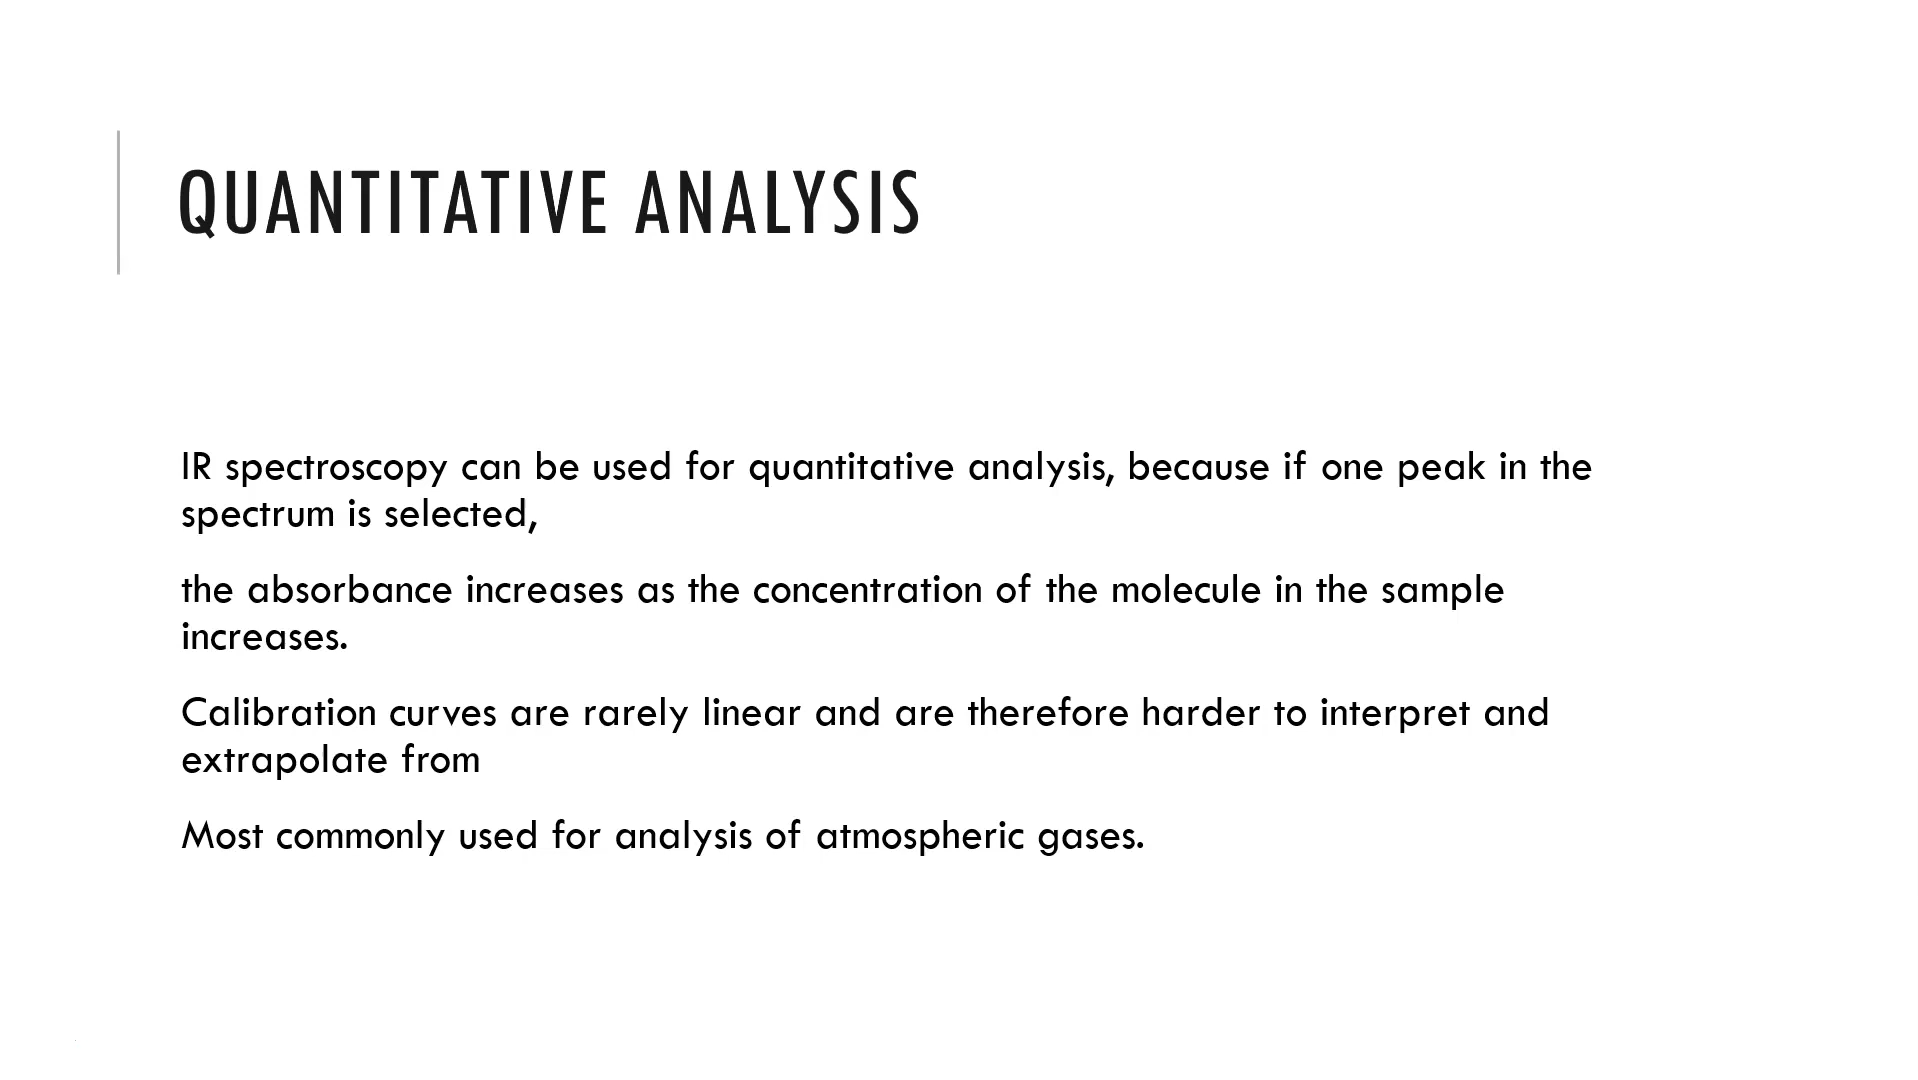 QUANTITATIVE ANALYSIS
IR spectroscopy can be used for quantitative analysis, because if one peak in the
spectrum is selected,
the absorbance increases as the concentration of the molecule in the sample
increases.
Calibration curves are rarely linear and are therefore harder to interpret and
extrapolate from
Most commonly used for analysis of atmospheric gases.